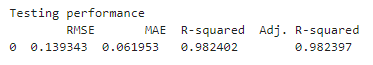 Testing performance
RMSE MAE R-squared Adj. R-squared
0 0.139343 0.061953 0.982402 0.982397